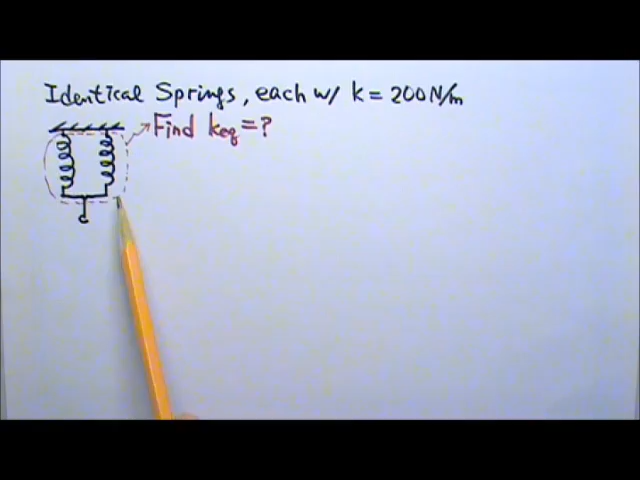 Identical Springs, each w/ k = 200 N/m
Find keq = ?